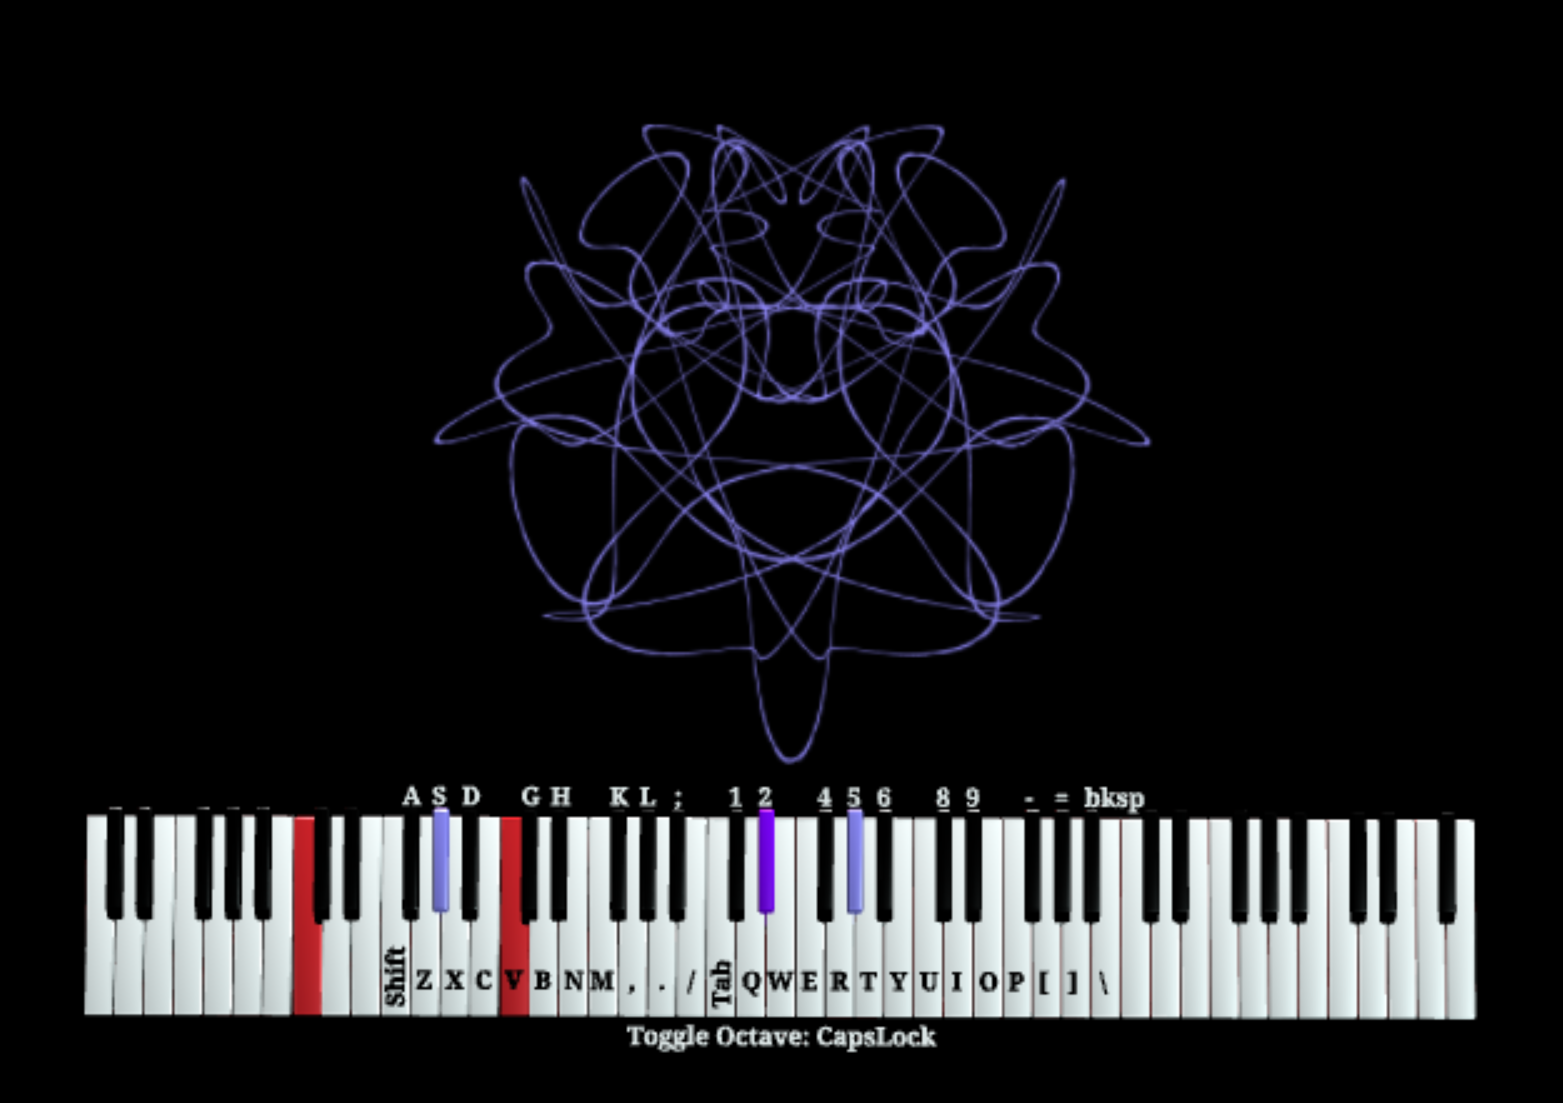 A S D G H K L ; 1 2 4 5 6 8 9 - = bksp
Shift Z X C V B N M , . / Tab Q W E R T Y U I O P [ ] \
Toggle Octave: CapsLock